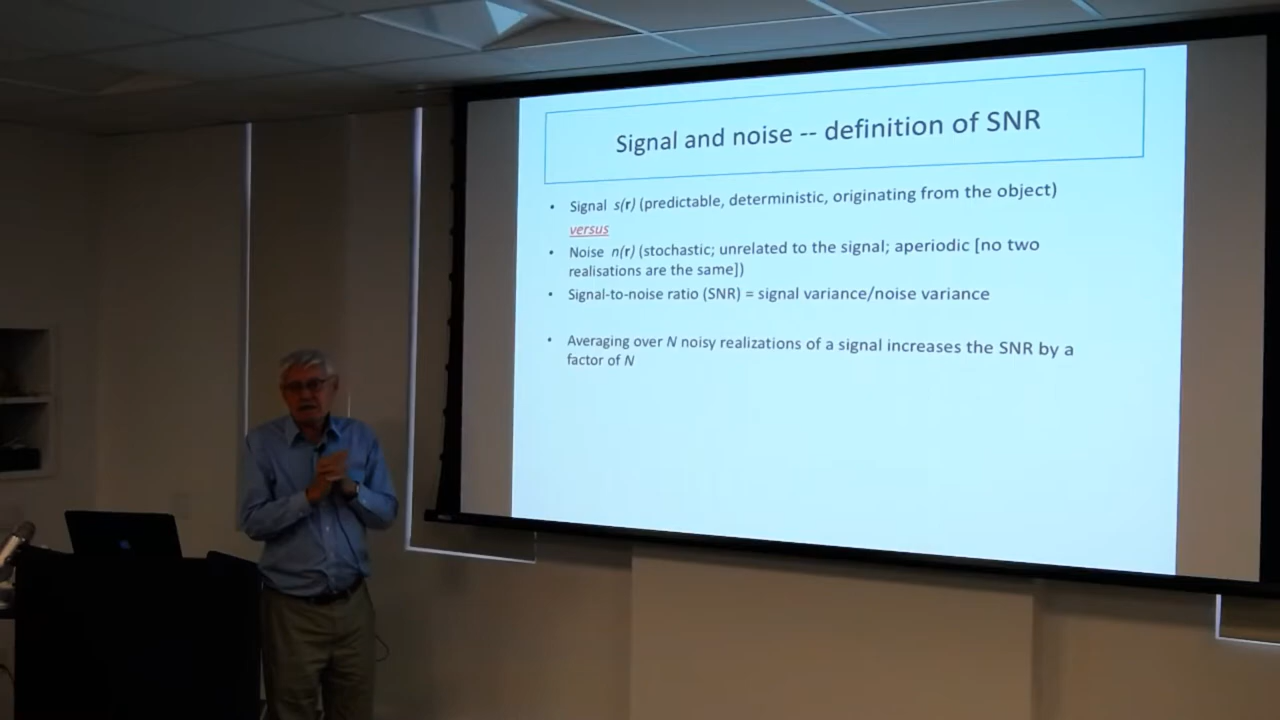 Signal and noise -- definition of SNR
• Signal s(r) (predictable, deterministic, originating from the object)
versus
• Noise n(r) (stochastic; unrelated to the signal; aperiodic [no two
realisations are the same])
• Signal-to-noise ratio (SNR) = signal variance/noise variance
• Averaging over N noisy realizations of a signal increases the SNR by a
factor of N